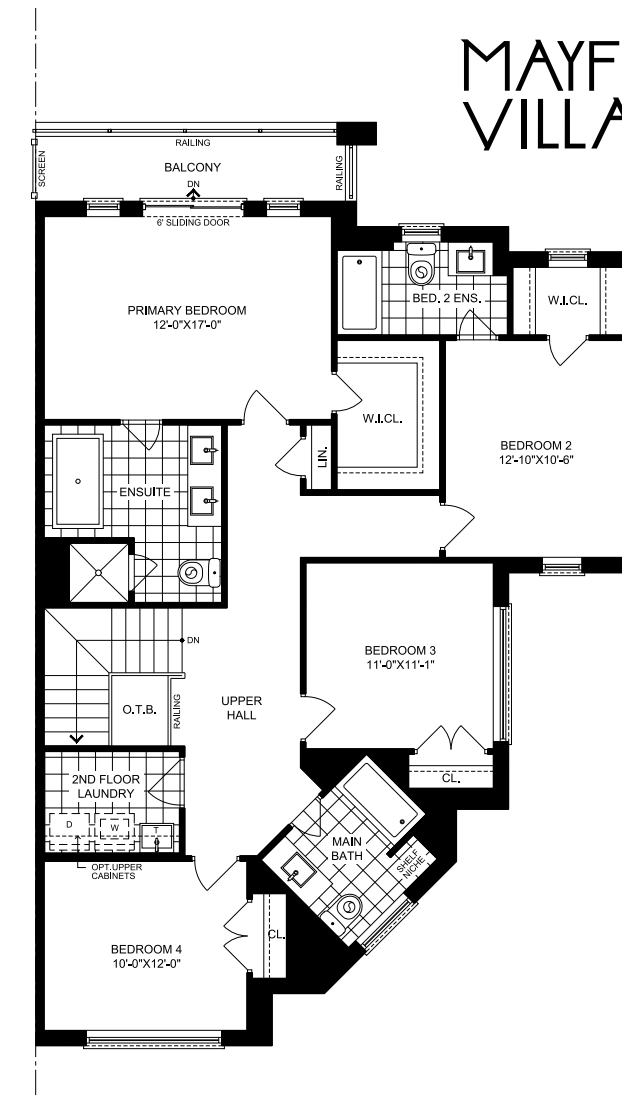 MAYF
VILLA
RAILING
SCREEN
BALCONY
RAILING
DN
6' SLIDING DOOR
PRIMARY BEDROOM
12'-0"X17'-0"
BED. 2 ENS.
W.I.CL.
W.I.CL.
BEDROOM 2
12'-10"X10'-6"
LIN.
ENSUITE
DN
BEDROOM 3
11'-0"X11'-1"
O.T.B.
RAILING
UPPER
HALL
2ND FLOOR
LAUNDRY
CL.
D
W
T
MAIN
BATH
SHELF
NICHE
OPT.UPPER
CABINETS
CL.
BEDROOM 4
10'-0"X12'-0"